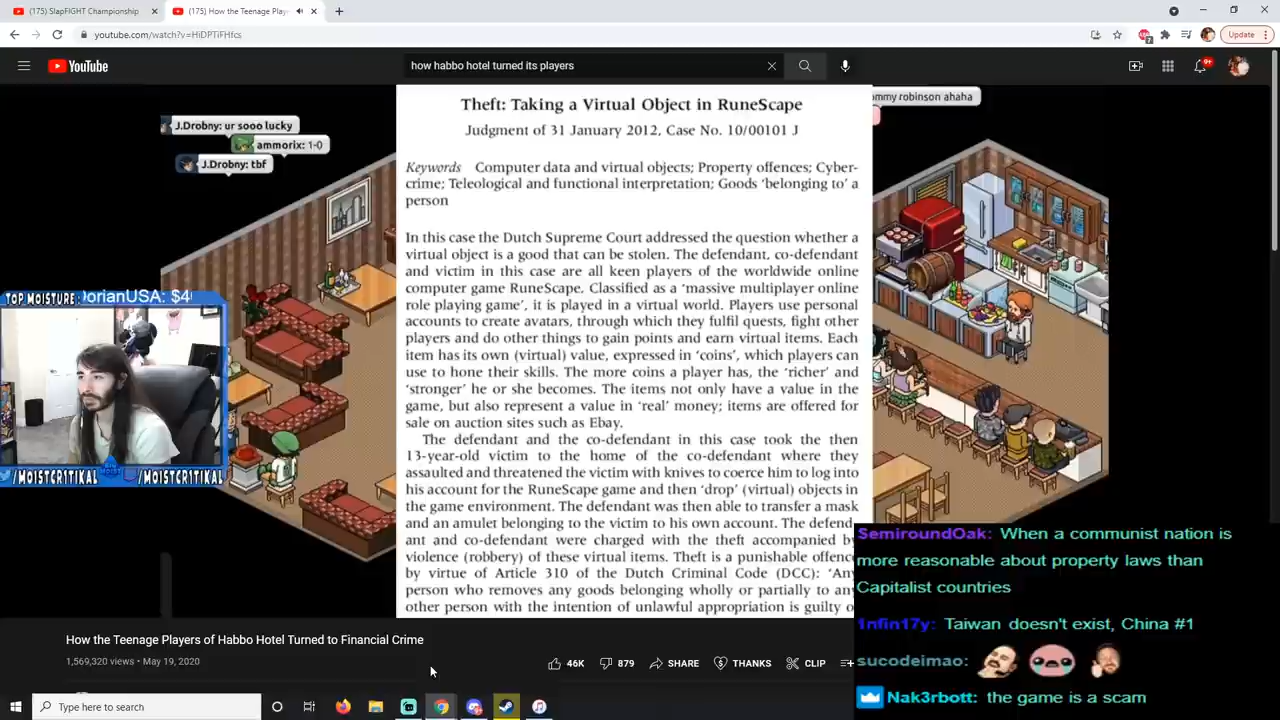 (175) SlapFIGHT Championship
(175) How the Teenage Play
youtube.com/watch?v=HiDPTiFHfcs
7
Update
YouTube
how habbo hotel turned its players
9+
J.Drobny: ur sooo lucky
ammorix: 1-0
J.Drobny: tbf
ommy robinson ahaha
Theft: Taking a Virtual Object in RuneScape
Judgment of 31 January 2012, Case No. 10/00101 J
Keywords Computer data and virtual objects; Property offences; Cyber-
crime; Teleological and functional interpretation; Goods 'belonging to' a
person
In this case the Dutch Supreme Court addressed the question whether a
virtual object is a good that can be stolen. The defendant, co-defendant
and victim in this case are all keen players of the worldwide online
computer game RuneScape. Classified as a 'massive multiplayer online
role playing game', it is played in a virtual world. Players use personal
accounts to create avatars, through which they fulfil quests, fight other
players and do other things to gain points and earn virtual items. Each
item has its own (virtual) value, expressed in 'coins', which players can
use to hone their skills. The more coins a player has, the 'richer' and
'stronger' he or she becomes. The items not only have a value in the
game, but also represent a value in 'real' money; items are offered for
sale on auction sites such as Ebay.
The defendant and the co-defendant in this case took the then
13-year-old victim to the home of the co-defendant where they
assaulted and threatened the victim with knives to coerce him to log into
his account for the RuneScape game and then 'drop' (virtual) objects in
the game environment. The defendant was then able to transfer a mask
and an amulet belonging to the victim to his own account. The defend
ant and co-defendant were charged with the theft accompanied by
violence (robbery) of these virtual items. Theft is a punishable offence
by virtue of Article 310 of the Dutch Criminal Code (DCC): 'Any
person who removes any goods belonging wholly or partially to any
other person with the intention of unlawful appropriation is guilty o
TOP MOISTURE: DorianUSA: $4
/MOISTCR1TIKAL
BIG MOIST
/MOISTCR1TIKAL
SemiroundOak: When a communist nation is
more reasonable about property laws than
Capitalist countries
1nfin17y: Taiwan doesn't exist, China #1
sucodeimao:
Nak3rbott: the game is a scam
How the Teenage Players of Habbo Hotel Turned to Financial Crime
1,569,320 views • May 19, 2020
46K
879
SHARE
THANKS
CLIP
Type here to search